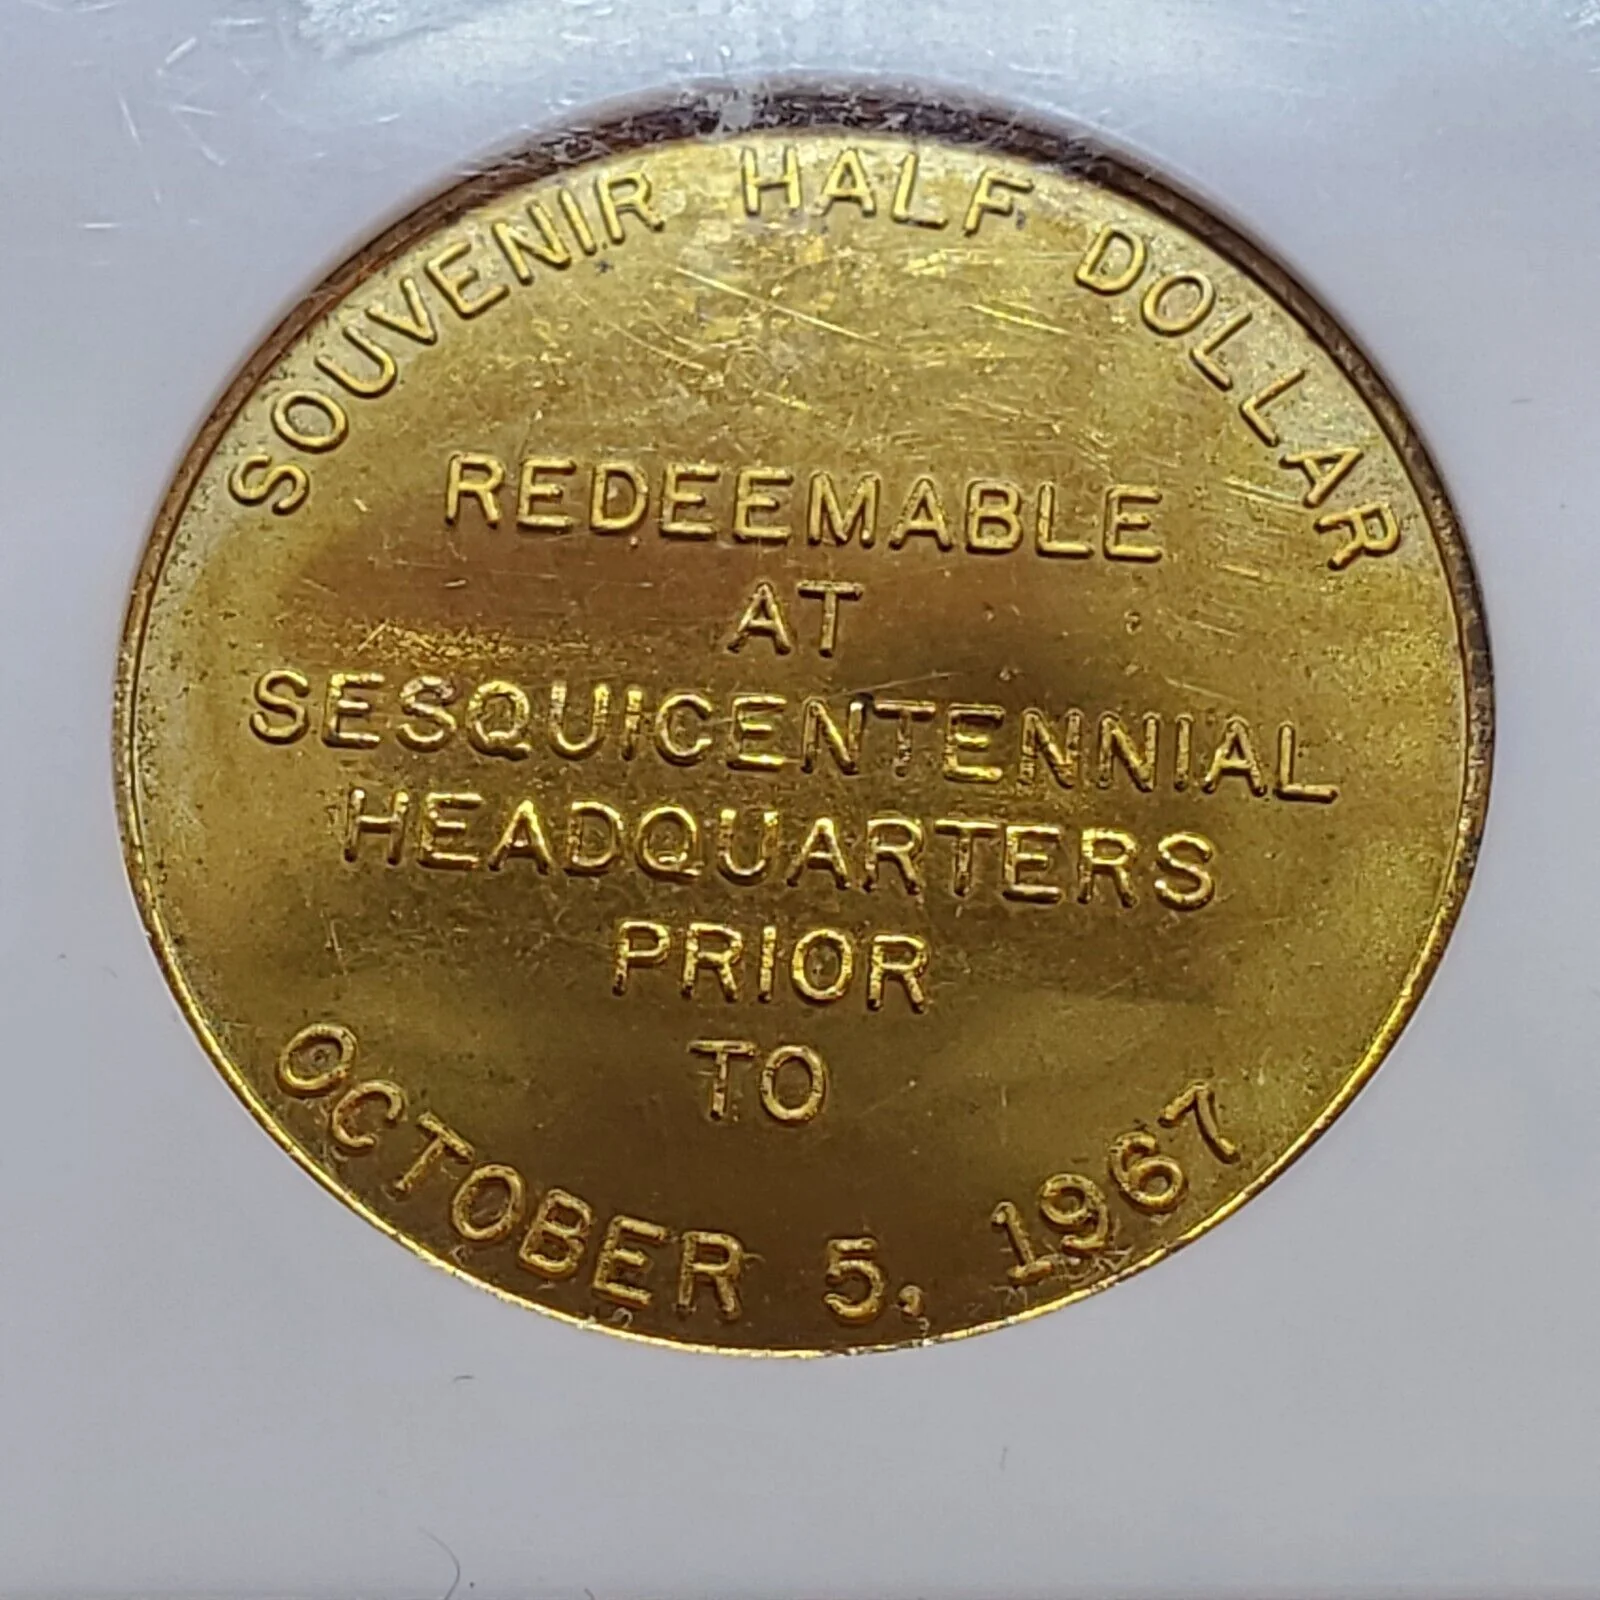 SOUVENIR HALF DOLLAR
REDEEMABLE
AT
SESQUICENTENNIAL
HEADQUARTERS
PRIOR
TO
OCTOBER 5, 1967